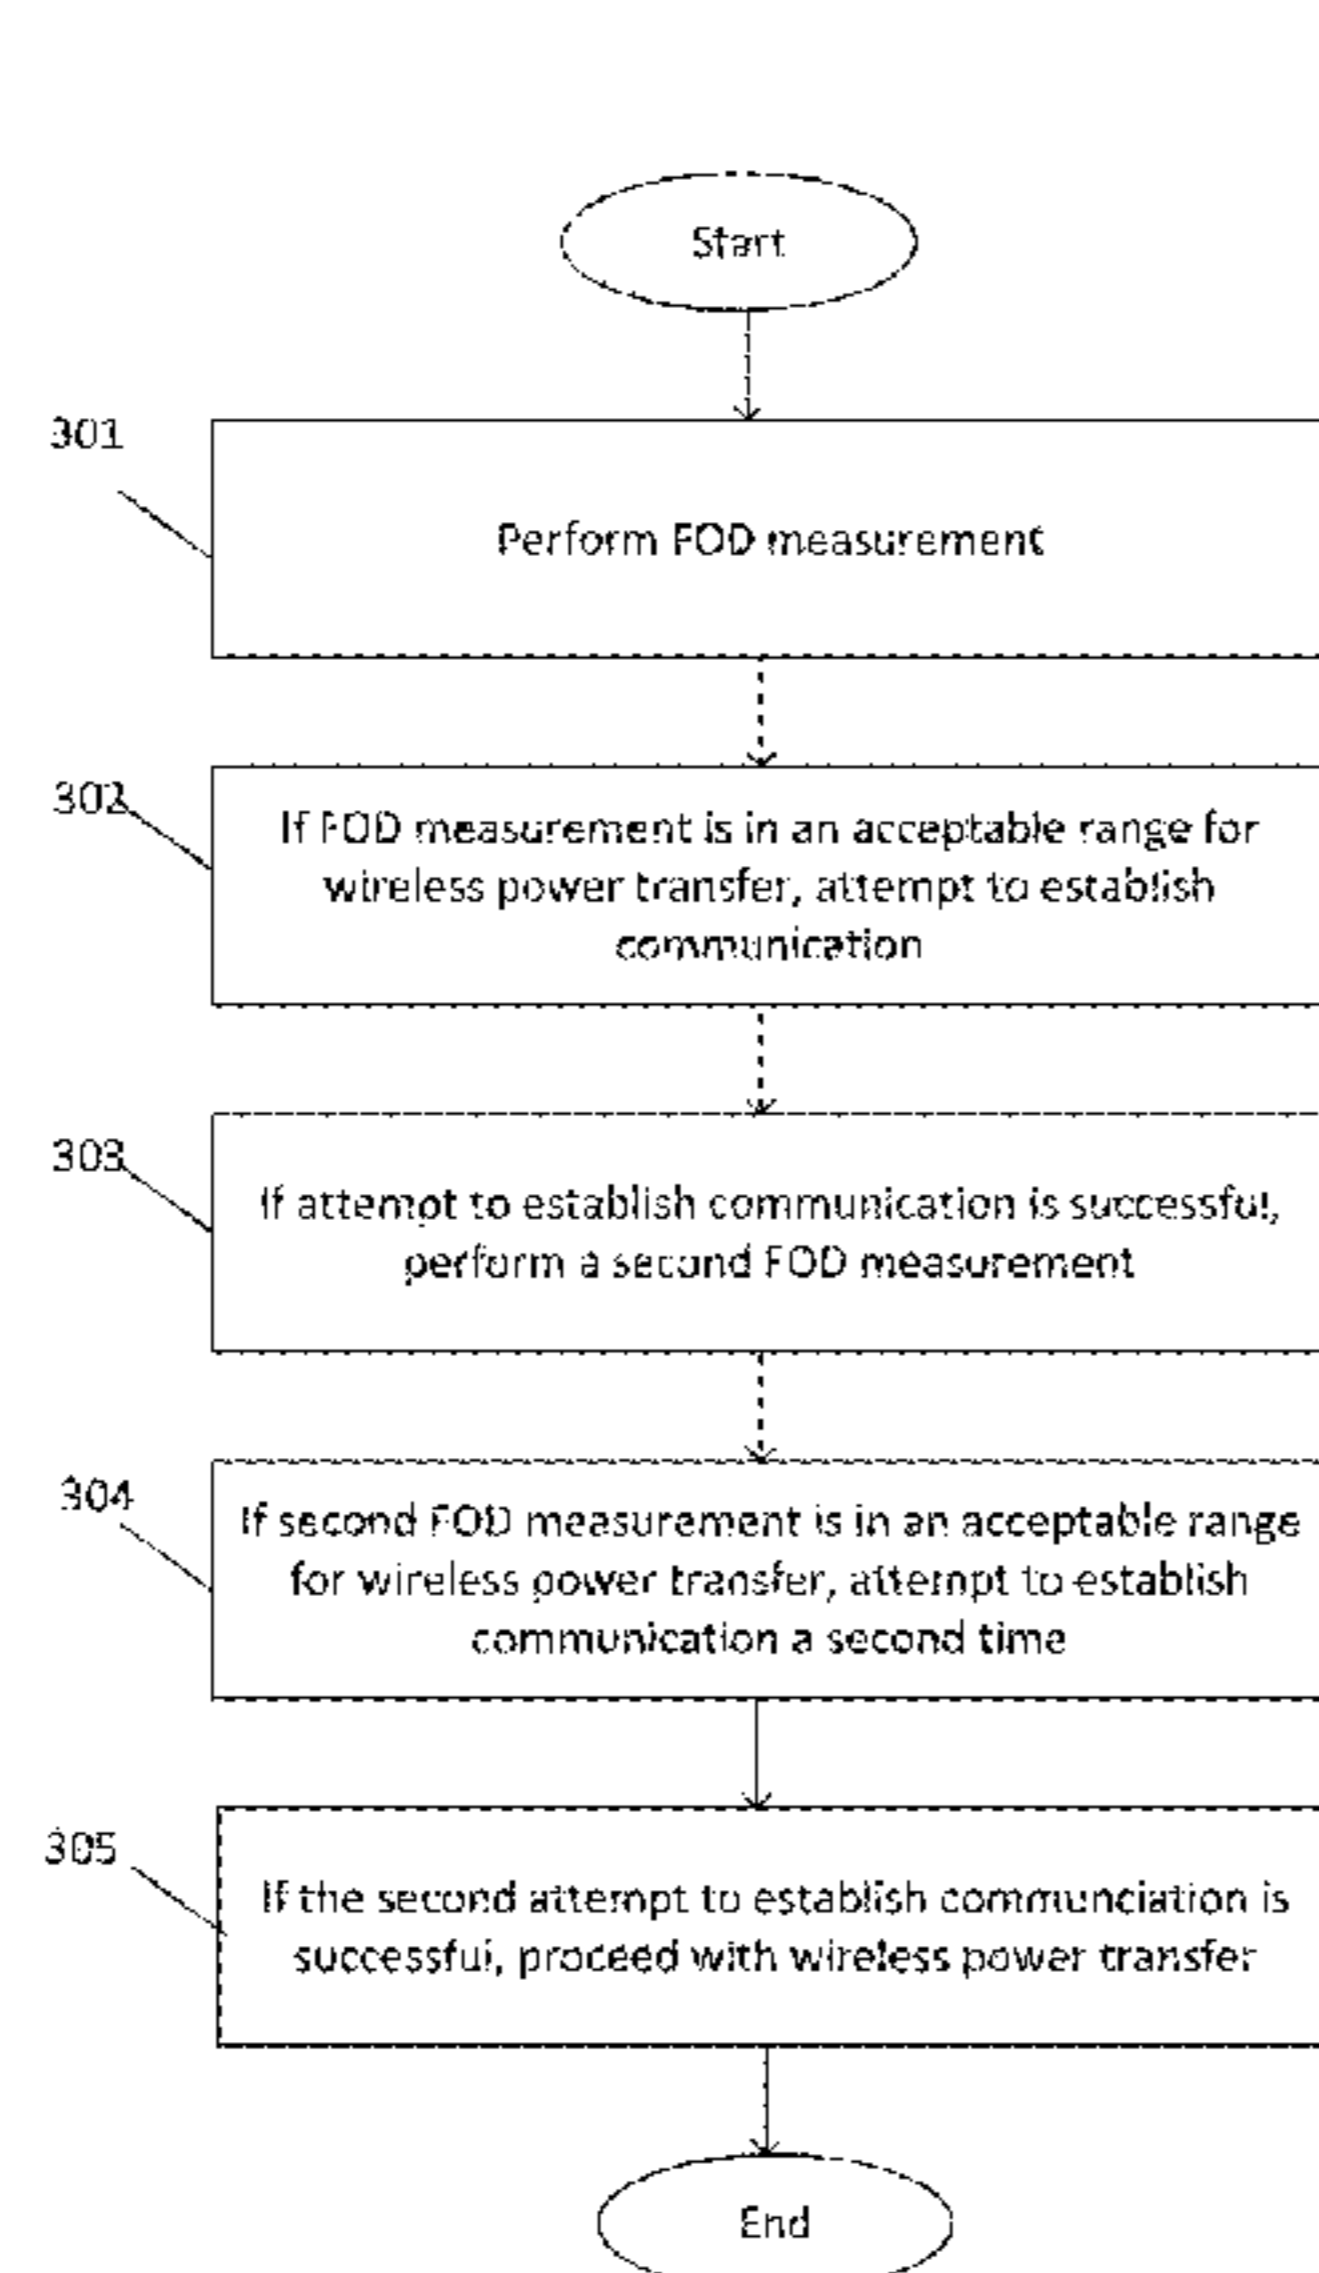 Start
301
Perform FOD measurement
302
If FOD measurement is in an acceptable range for
wireless power transfer, attempt to establish
communication
303
If attempt to establish communication is successful,
perform a second FOD measurement
304
If second FOD measurement is in an acceptable range
for wireless power transfer, attempt to establish
communication a second time
305
If the second attempt to establish communciation is
successful, proceed with wireless power transfer
End